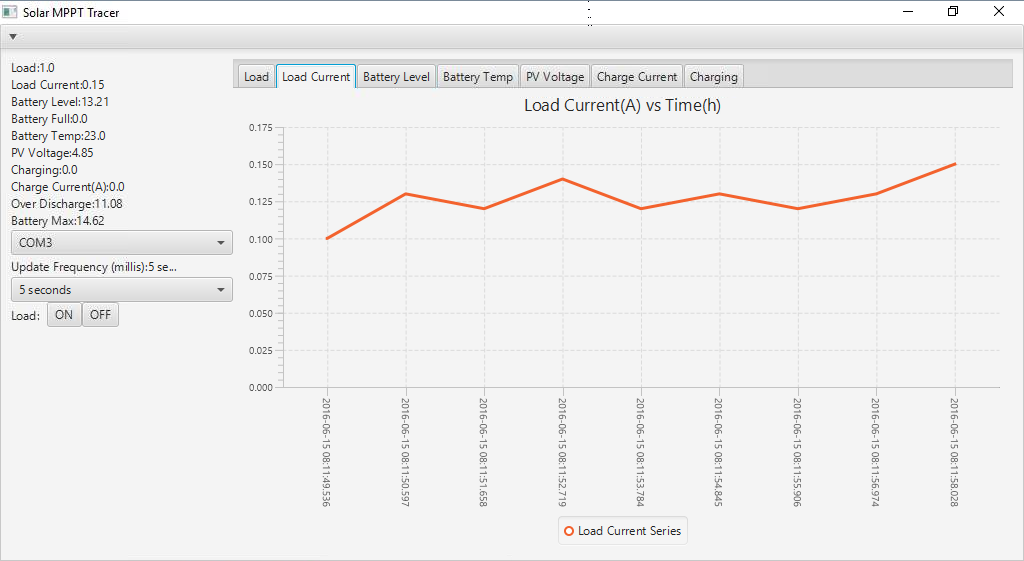 Solar MPPT Tracer
Load:1.0
Load Current:0.15
Battery Level:13.21
Battery Full:0.0
Battery Temp:23.0
PV Voltage:4.85
Charging:0.0
Charge Current(A):0.0
Over Discharge:11.08
Battery Max:14.62
COM3
Update Frequency (millis):5 se...
5 seconds
Load: ON OFF
Load Load Current Battery Level Battery Temp PV Voltage Charge Current Charging
Load Current(A) vs Time(h)
0.175
0.150
0.125
0.100
0.075
0.050
0.025
0.000
2016-06-15 08:11:49.536
2016-06-15 08:11:50.597
2016-06-15 08:11:51.658
2016-06-15 08:11:52.719
2016-06-15 08:11:53.784
2016-06-15 08:11:54.845
2016-06-15 08:11:55.906
2016-06-15 08:11:56.974
2016-06-15 08:11:58.028
Load Current Series